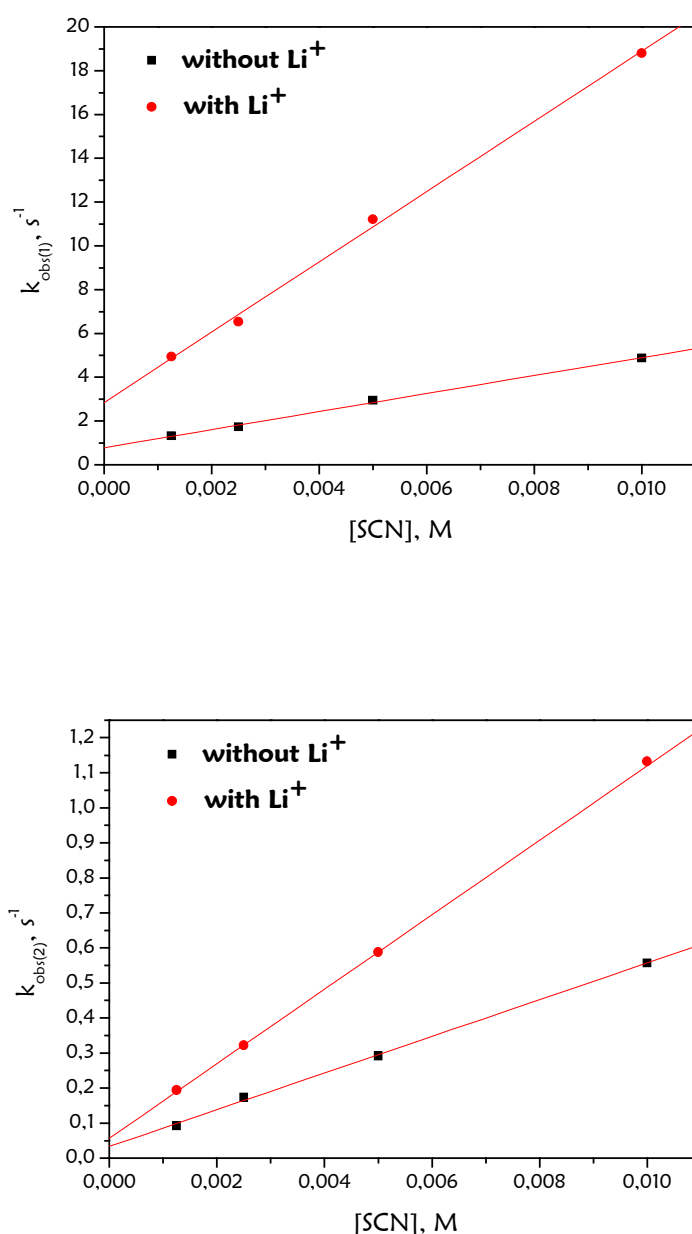 20
18
16
14
12
10
8
6
4
2
0
without Li+
with Li+
kobs(1), s-1
0,000 0,002 0,004 0,006 0,008 0,010
[SCN], M
1,2
1,1
1,0
0,9
0,8
0,7
0,6
0,5
0,4
0,3
0,2
0,1
0,0
without Li+
with Li+
kobs(2), s-1
0,000 0,002 0,004 0,006 0,008 0,010
[SCN], M